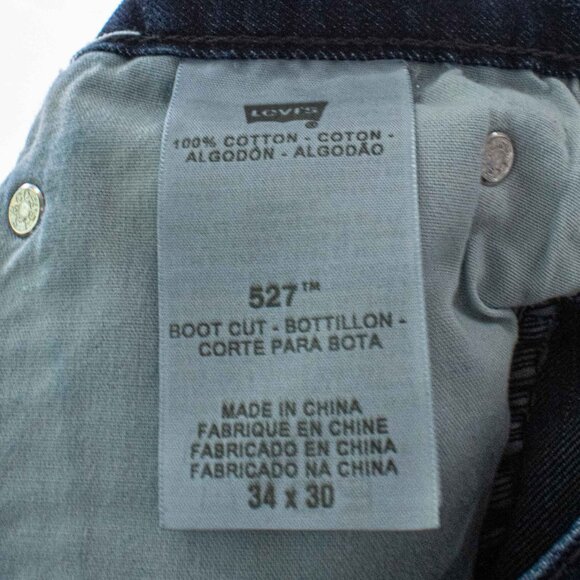 Levi's
®
100% COTTON - COTON -
ALGODÓN - ALGODÃO
527™
BOOT CUT - BOTTILLON -
CORTE PARA BOTA
MADE IN CHINA
FABRIQUE EN CHINE
FABRICADO EN CHINA
FABRICADO NA CHINA
34 x 30